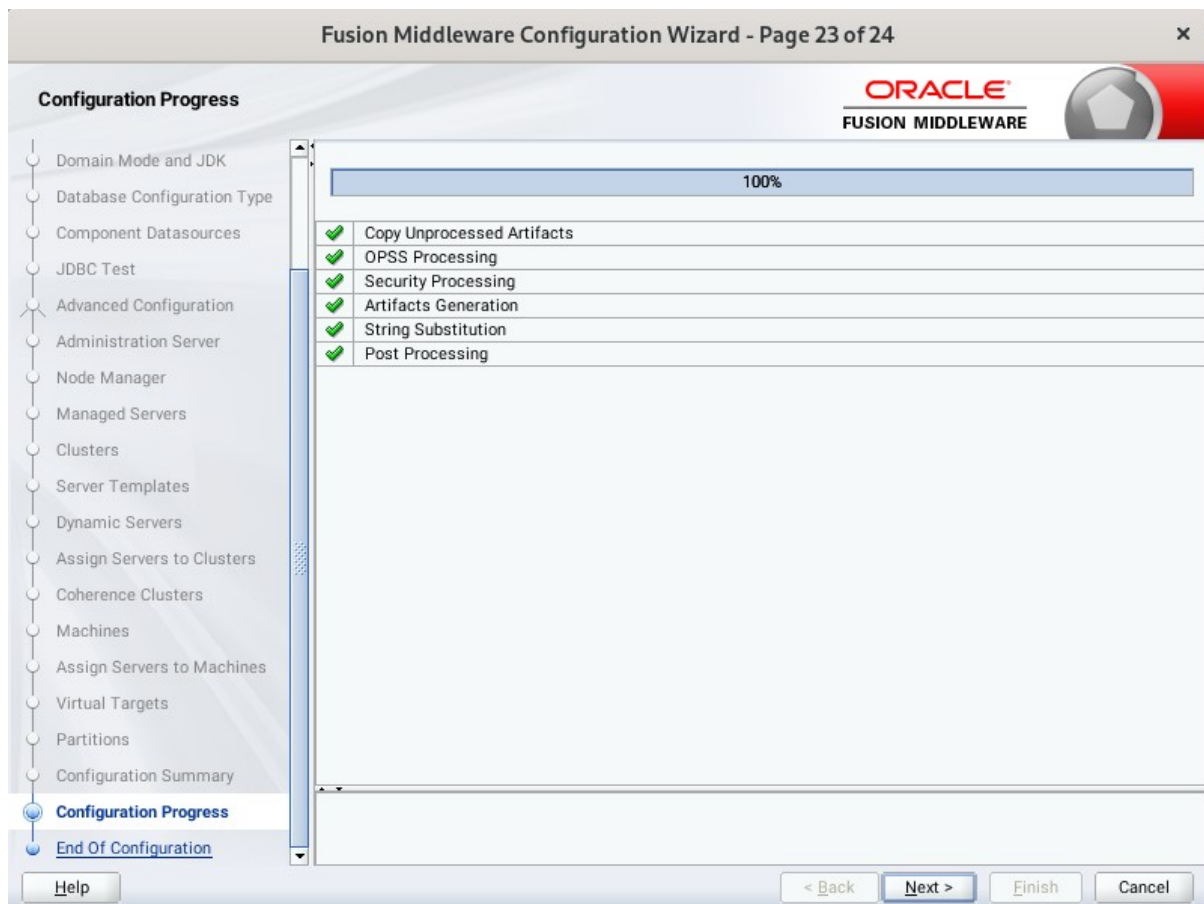 Fusion Middleware Configuration Wizard - Page 23 of 24
×
Configuration Progress
ORACLE
FUSION MIDDLEWARE
Domain Mode and JDK
Database Configuration Type
Component Datasources
JDBC Test
Advanced Configuration
Administration Server
Node Manager
Managed Servers
Clusters
Server Templates
Dynamic Servers
Assign Servers to Clusters
Coherence Clusters
Machines
Assign Servers to Machines
Virtual Targets
Partitions
Configuration Summary
Configuration Progress
End Of Configuration
100%
Copy Unprocessed Artifacts
OPSS Processing
Security Processing
Artifacts Generation
String Substitution
Post Processing
Help
< Back
Next >
Finish
Cancel